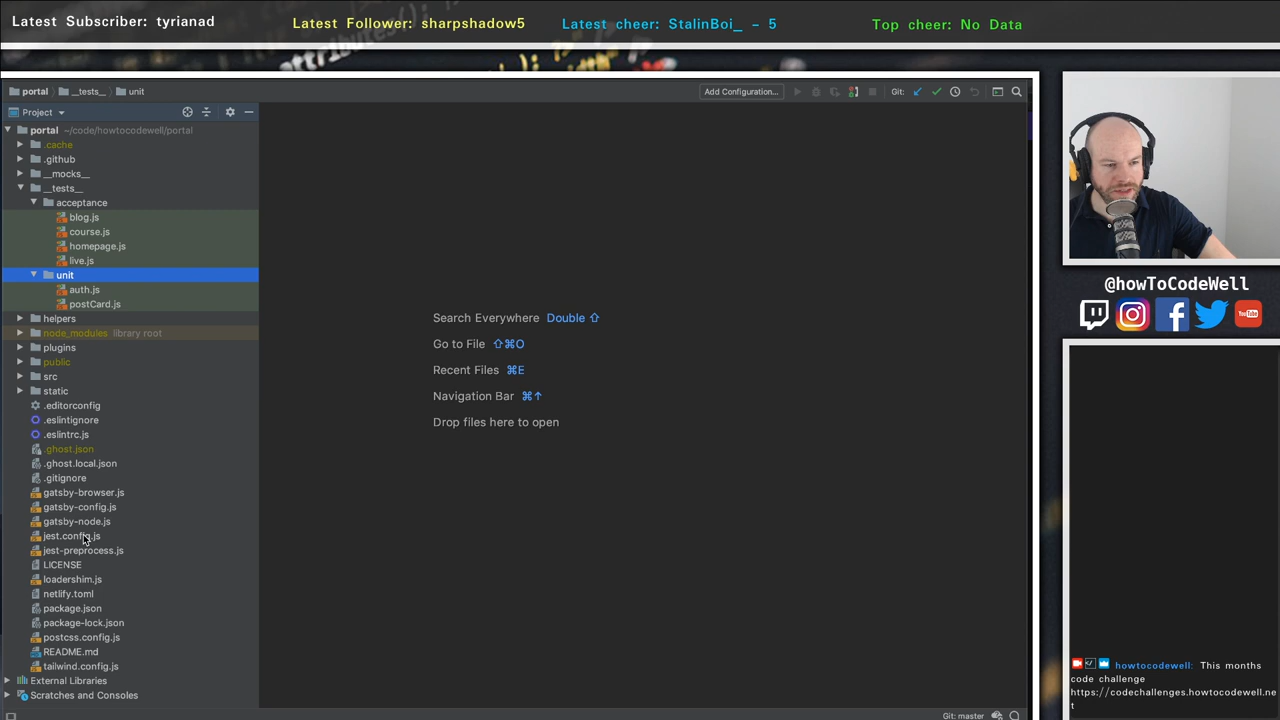 Latest Subscriber: tyrianad
Latest Follower: sharpshadow5
Latest cheer: StalinBoi_ - 5
Top cheer: No Data
attributes();
portal
__tests__
unit
Add Configuration...
Git:
Project
portal ~/code/howtocodewell/portal
.cache
.github
__mocks__
__tests__
acceptance
blog.js
course.js
homepage.js
live.js
unit
auth.js
postCard.js
helpers
node_modules library root
plugins
public
src
static
.editorconfig
.eslintignore
.eslintrc.js
.ghost.json
.ghost.local.json
.gitignore
gatsby-browser.js
gatsby-config.js
gatsby-node.js
jest.config.js
jest-preprocess.js
LICENSE
loadershim.js
netlify.toml
package.json
package-lock.json
postcss.config.js
README.md
tailwind.config.js
External Libraries
Scratches and Consoles
Search Everywhere Double ⇧
Go to File ⇧⌘O
Recent Files ⌘E
Navigation Bar ⌘↑
Drop files here to open
Git: master
@howToCodeWell
You
Tube
howtocodewell: This months
code challenge
https://codechallenges.howtocodewell.ne
t